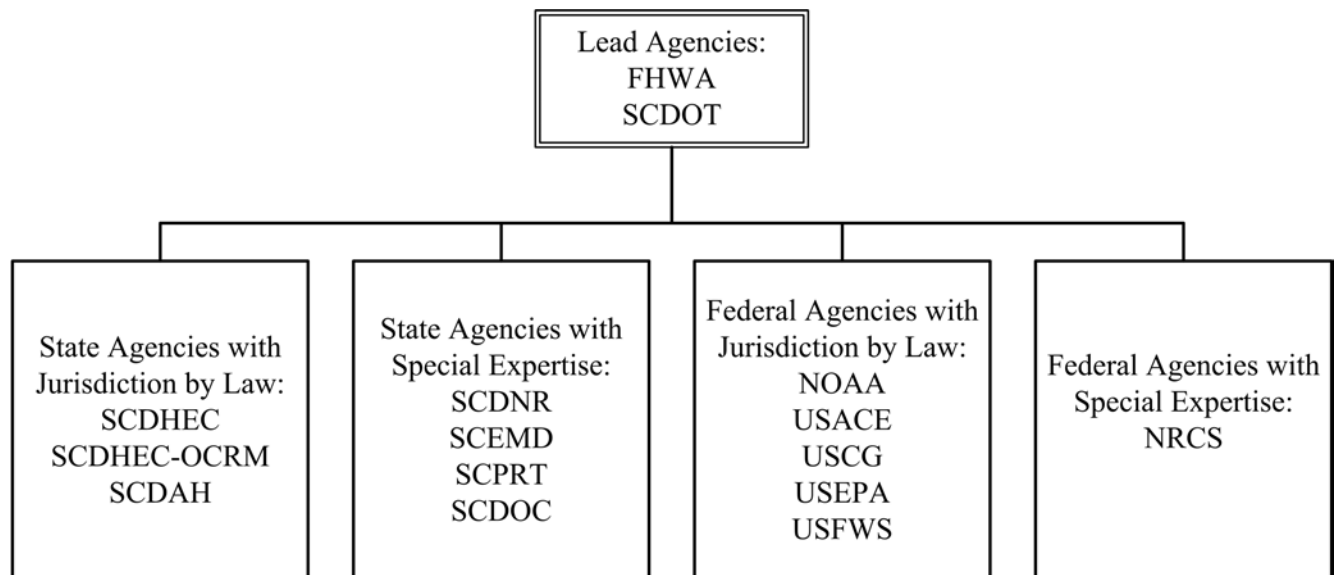 Lead Agencies:
FHWA
SCDOT
State Agencies with
Jurisdiction by Law:
SCDHEC
SCDHEC-OCRM
SCDAH
State Agencies with
Special Expertise:
SCDNR
SCEMD
SCPRT
SCDOC
Federal Agencies with
Jurisdiction by Law:
NOAA
USACE
USCG
USEPA
USFWS
Federal Agencies with
Special Expertise:
NRCS